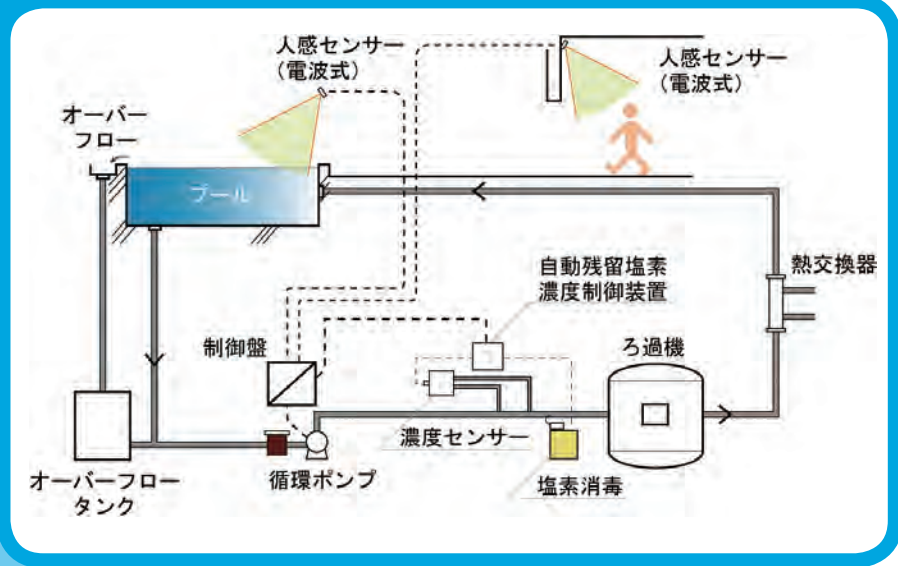 人感センサー
（電波式）
人感センサー
（電波式）
オーバー
フロー
プール
自動残留塩素
濃度制御装置
熱交換器
制御盤
ろ過機
濃度センサー
オーバーフロー
タンク
循環ポンプ
塩素消毒